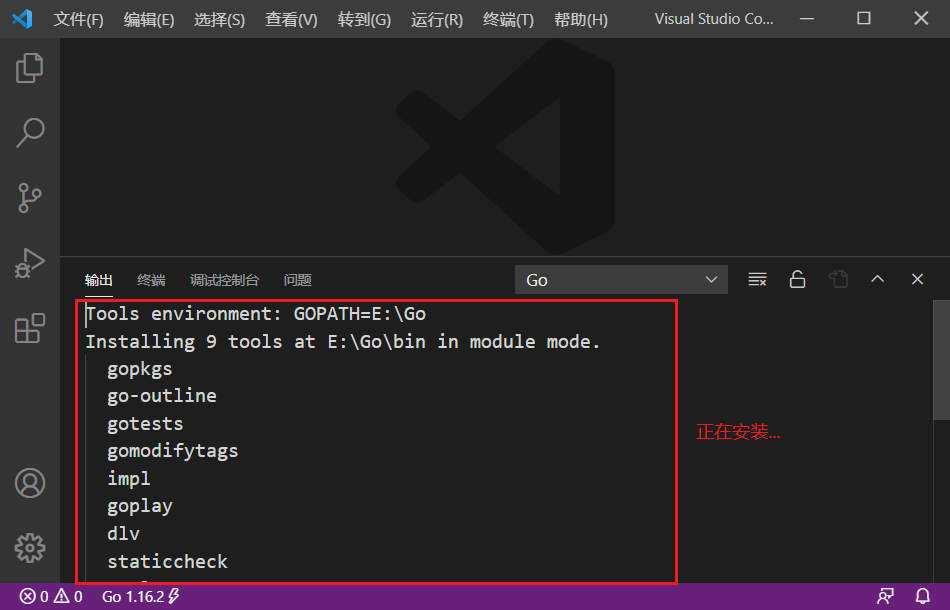 文件(F) 编辑(E) 选择(S) 查看(V) 转到(G) 运行(R) 终端(T) 帮助(H) Visual Studio Co...
输出 终端 调试控制台 问题 Go
Tools environment: GOPATH=E:\Go
Installing 9 tools at E:\Go\bin in module mode.
gopkgs
go-outline
gotests
gomodifytags
impl
goplay
dlv
staticcheck
正在安装...
0 0 Go 1.16.2